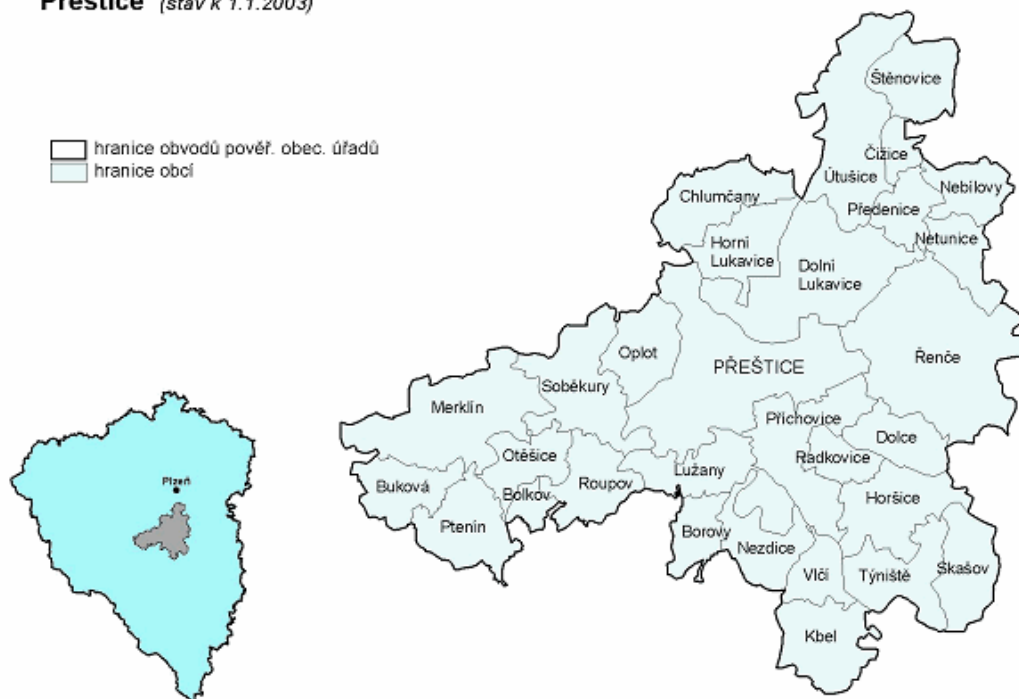 Přeštice (stav k 1.1.2003)
hranice obvodů pověř. obec. úřadů
hranice obcí
Štěnovice
Čižice
Útušice
Nebílovy
Chlumčany
Předenice
Netunice
Horní
Lukavice
Dolní
Lukavice
Oplot
PŘEŠTICE
Řenče
Soběkury
Merklín
Příchovice
Dolce
Otěšice
Radkovice
Lužany
Buková
Bolkov
Roupov
Horšice
Plzeň
Ptenín
Borovy
Nezdice
Vlčí
Týniště
Skašov
Kbel